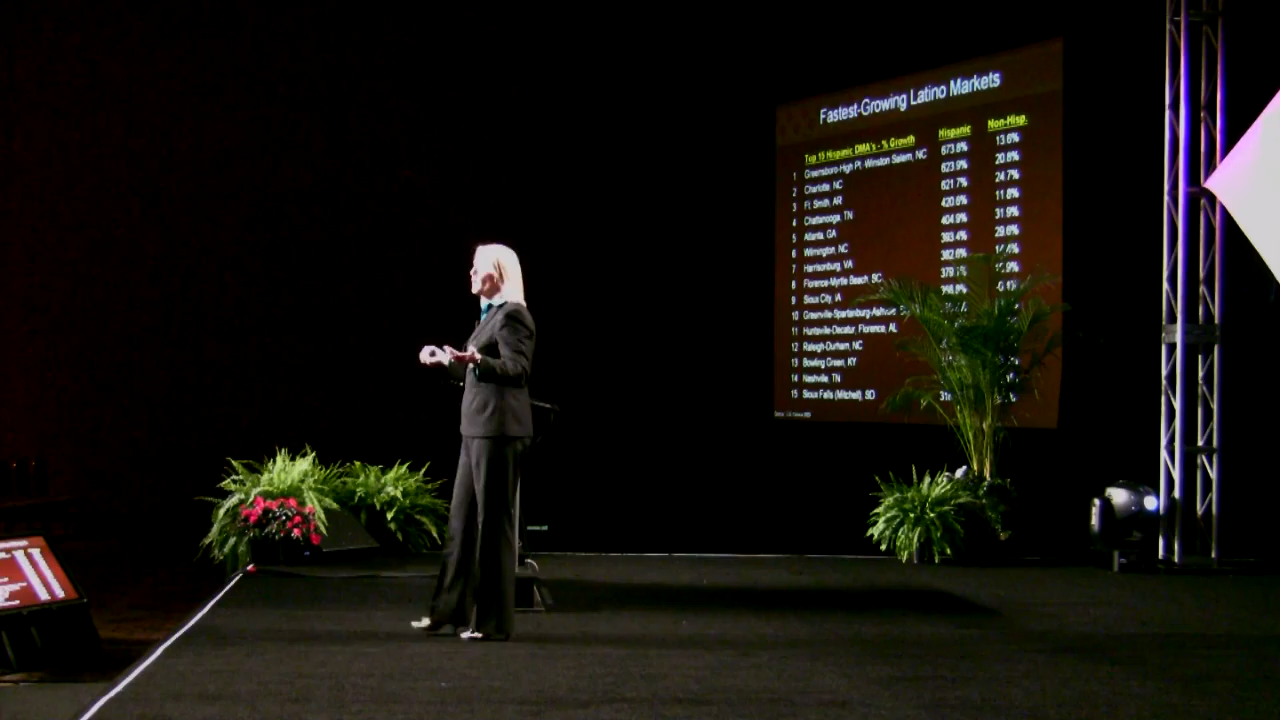 Fastest-Growing Latino Markets
Top 15 Hispanic DMA's - % Growth Hispanic Non-Hisp.
1 Greensboro-High Pt.-Winston Salem, NC 673.8% 13.6%
2 Charlotte, NC 623.9% 20.8%
3 Ft. Smith, AR 621.7% 24.7%
4 Chattanooga, TN 420.6% 11.8%
5 Atlanta, GA 404.9% 31.9%
6 Wilmington, NC 393.4% 29.6%
7 Harrisonburg, VA 382.6%
8 Florence-Myrtle Beach, SC
9 Sioux City, IA
10 Greenville-Spartenburg-Ashville,
11 Huntsville-Decatur, Florence, AL
12 Raleigh-Durham, NC
13 Bowling Green, KY
14 Nashville, TN
15 Sioux Falls (Mitchell), SD